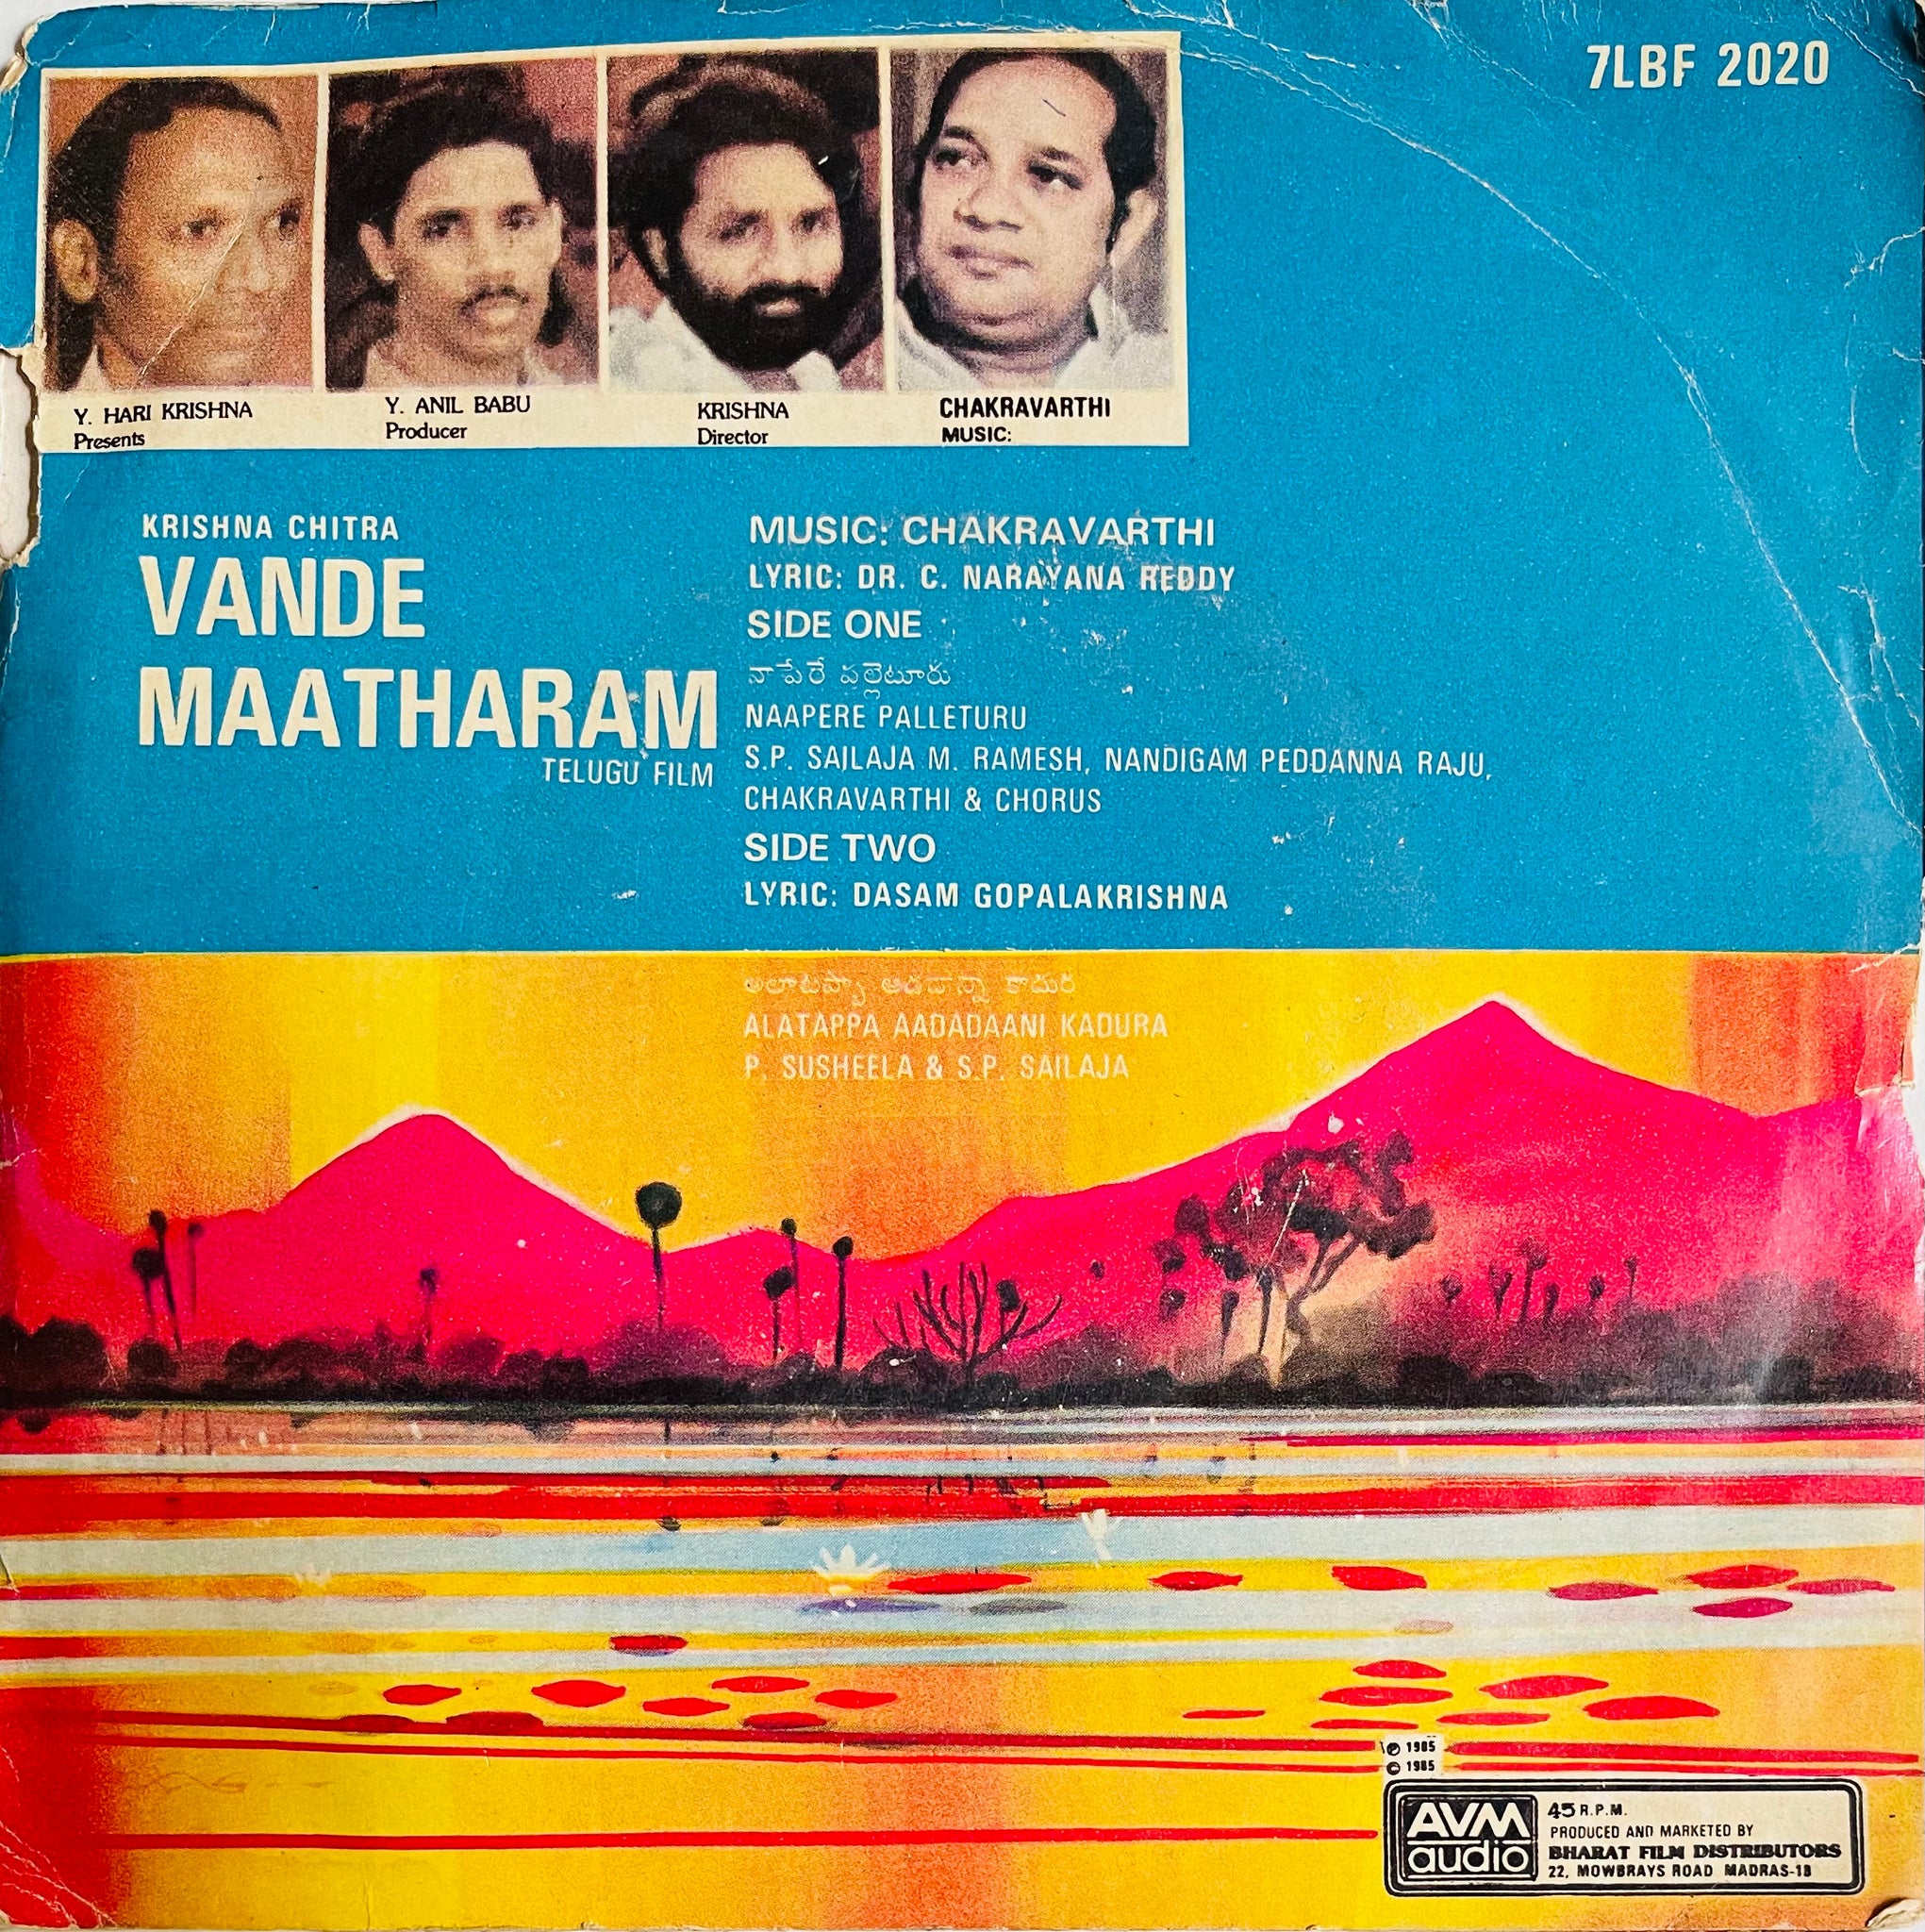 7LBF 2020
Y. HARI KRISHNA
Presents
Y. ANIL BABU
Producer
KRISHNA
Director
CHAKRAVARTHI
MUSIC:
KRISHNA CHITRA
VANDE
MAATHARAM
TELUGU FILM
MUSIC: CHAKRAVARTHI
LYRIC: DR. C. NARAYANA REDDY
SIDE ONE
నాపేరే పల్లెటూరు
NAAPERE PALLETURU
S.P. SAILAJA M. RAMESH, NANDIGAM PEDDANNA RAJU,
CHAKRAVARTHI & CHORUS
SIDE TWO
LYRIC: DASAM GOPALAKRISHNA
అలాటప్పా ఆడదాన్నా కాదుర
ALATAPPA AADADAANI KADURA
P. SUSHEELA & S.P. SAILAJA
℗ 1985
© 1985
AVM
audio
45 R.P.M.
PRODUCED AND MARKETED BY
BHARAT FILM DISTRIBUTORS
22, MOWBRAYS ROAD MADRAS-18